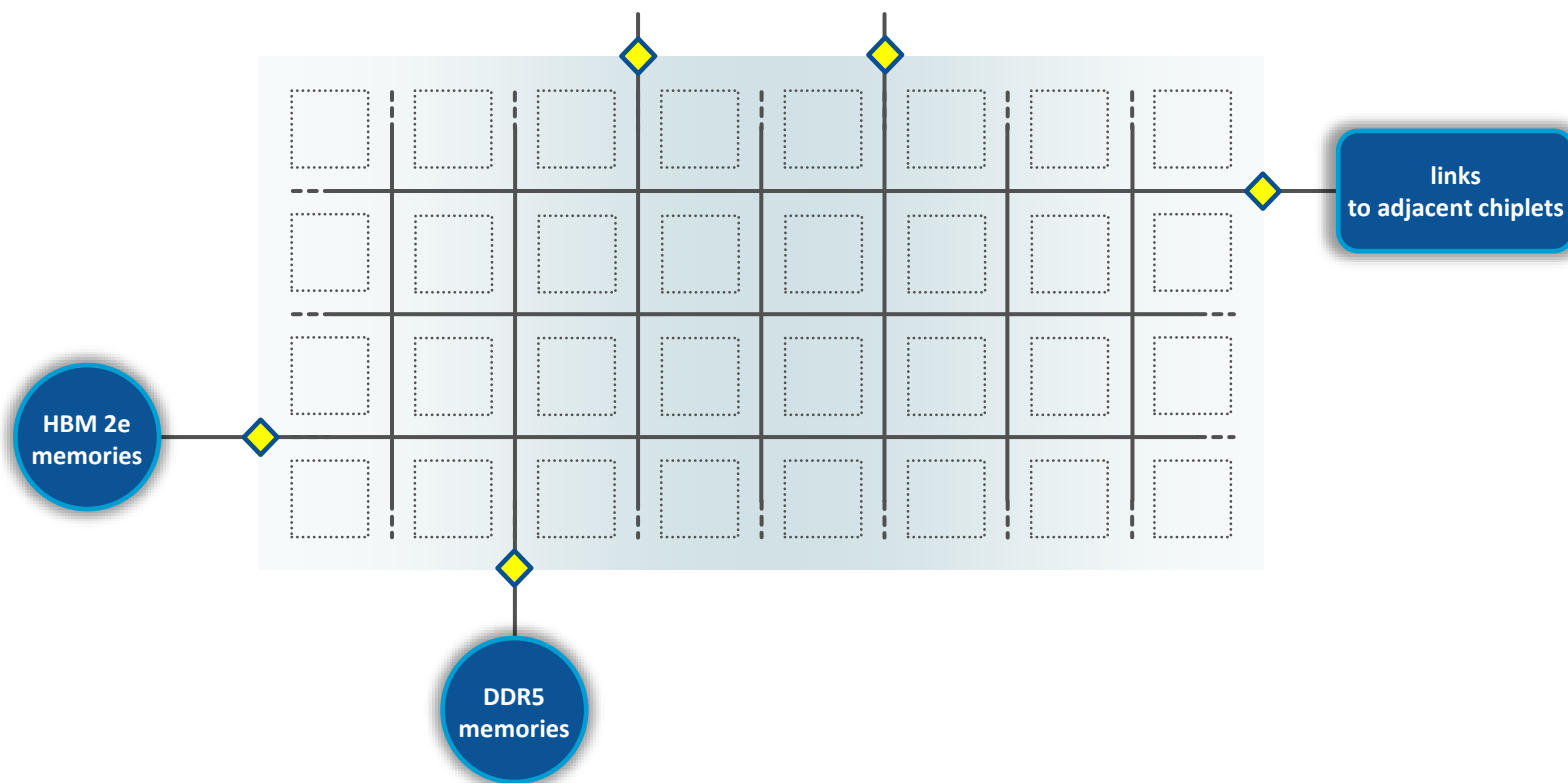 links
to adjacent chiplets
HBM 2e
memories
DDR5
memories